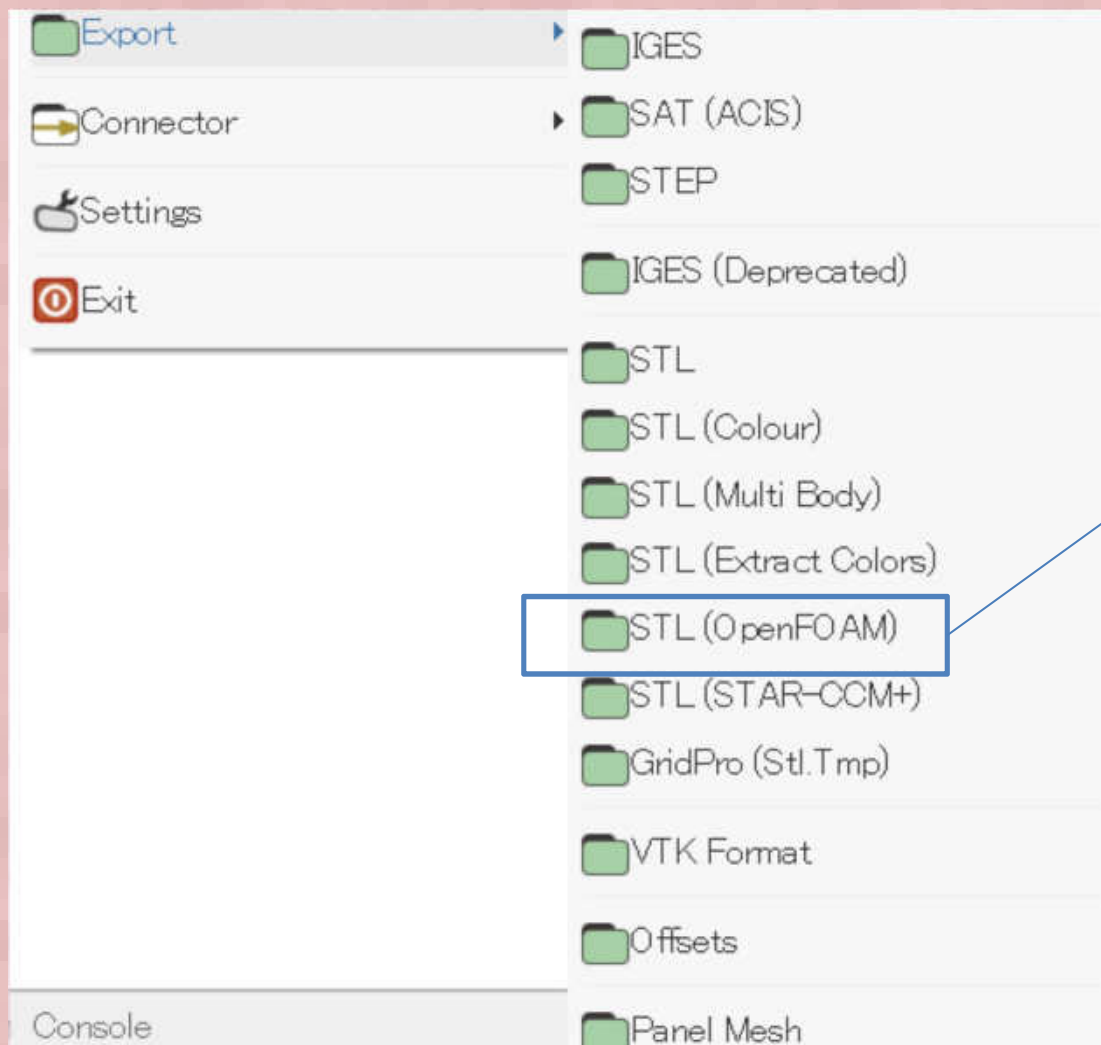 Export
Connector
Settings
Exit
Console
IGES
SAT (ACIS)
STEP
IGES (Deprecated)
STL
STL (Colour)
STL (Multi Body)
STL (Extract Colors)
STL (OpenFOAM)
STL (STAR-CCM+)
GridPro (Stl.Tmp)
VTK Format
Offsets
Panel Mesh